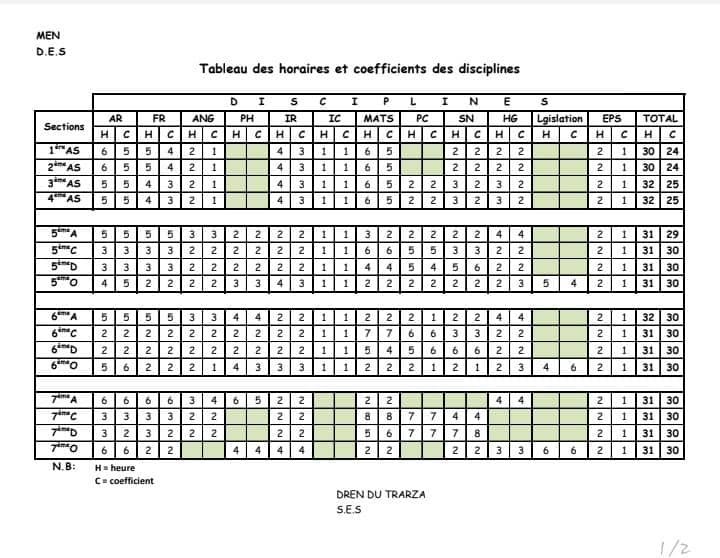 MEN
D.E.S
Tableau des horaires et coefficients des disciplines
D I S C I P L I N E S
Sections AR FR ANG PH IR IC MATS PC SN HG Lgislation EPS TOTAL
H C H C H C H C H C H C H C H C H C H C H C H C H C
1ère AS 6 5 5 4 2 1 4 3 1 1 6 5 2 2 2 2 2 1 30 24
2ème AS 6 5 5 4 2 1 4 3 1 1 6 5 2 2 2 2 2 1 30 24
3ème AS 5 5 4 3 2 1 4 3 1 1 6 5 2 2 3 2 3 2 2 1 32 25
4ème AS 5 5 4 3 2 1 4 3 1 1 6 5 2 2 3 2 3 2 2 1 32 25
5ème A 5 5 5 5 3 3 2 2 2 2 1 1 3 2 2 2 2 2 4 4 2 1 31 29
5ème C 3 3 3 3 2 2 2 2 2 2 1 1 6 6 5 5 3 3 2 2 2 1 31 30
5ème D 3 3 3 3 2 2 2 2 2 2 1 1 4 4 5 4 5 6 2 2 2 1 31 30
5ème O 4 5 2 2 2 2 3 3 4 3 1 1 2 2 2 2 2 2 2 3 5 4 2 1 31 30
6ème A 5 5 5 5 3 3 4 4 2 2 1 1 2 2 2 1 2 2 4 4 2 1 32 30
6ème C 2 2 2 2 2 2 2 2 2 2 1 1 7 7 6 6 3 3 2 2 2 1 31 30
6ème D 2 2 2 2 2 2 2 2 2 2 1 1 5 4 5 6 6 6 2 2 2 1 31 30
6ème O 5 6 2 2 2 1 4 3 3 3 1 1 2 2 2 1 2 1 2 3 4 6 2 1 31 30
7ème A 6 6 6 6 3 4 6 5 2 2 2 2 4 4 2 1 31 30
7ème C 3 3 3 3 2 2 2 2 8 8 7 7 4 4 2 1 31 30
7ème D 3 2 3 2 2 2 2 2 5 6 7 7 7 8 2 1 31 30
7ème O 6 6 2 2 4 4 4 4 2 2 2 2 3 3 6 6 2 1 31 30
N.B: H = heure
C = coefficient
DREN DU TRARZA
S.E.S
1/2